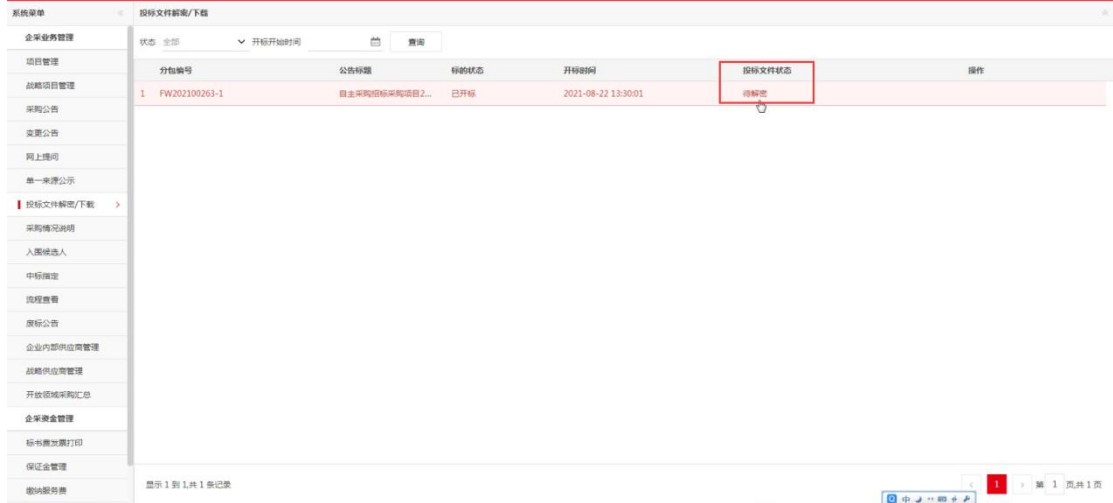 系统菜单
投标文件解密/下载
企采业务管理
状态 全部 开标开始时间 查询
项目管理
分包编号 公告标题 标的状态 开标时间 投标文件状态 操作
战略项目管理
1 FW202100263-1 自主采购招标采购项目2... 已开标 2021-08-22 13:30:01 待解密
采购公告
变更公告
网上提问
单一来源公示
投标文件解密/下载
采购情况说明
入围候选人
中标指定
流程查看
废标公告
企业内部供应商管理
战略供应商管理
开放领域采购汇总
企采资金管理
标书费发票打印
保证金管理
缴纳服务费
显示 1 到 1,共 1 条记录
1 第 1 页,共 1 页
中